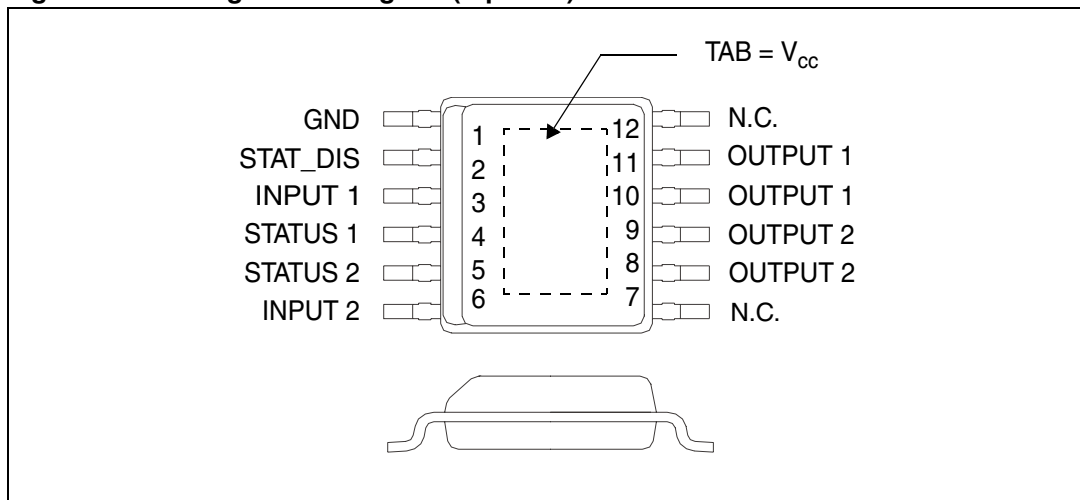 TAB = Vcc
GND 1 12 N.C.
STAT_DIS 2 11 OUTPUT 1
INPUT 1 3 10 OUTPUT 1
STATUS 1 4 9 OUTPUT 2
STATUS 2 5 8 OUTPUT 2
INPUT 2 6 7 N.C.